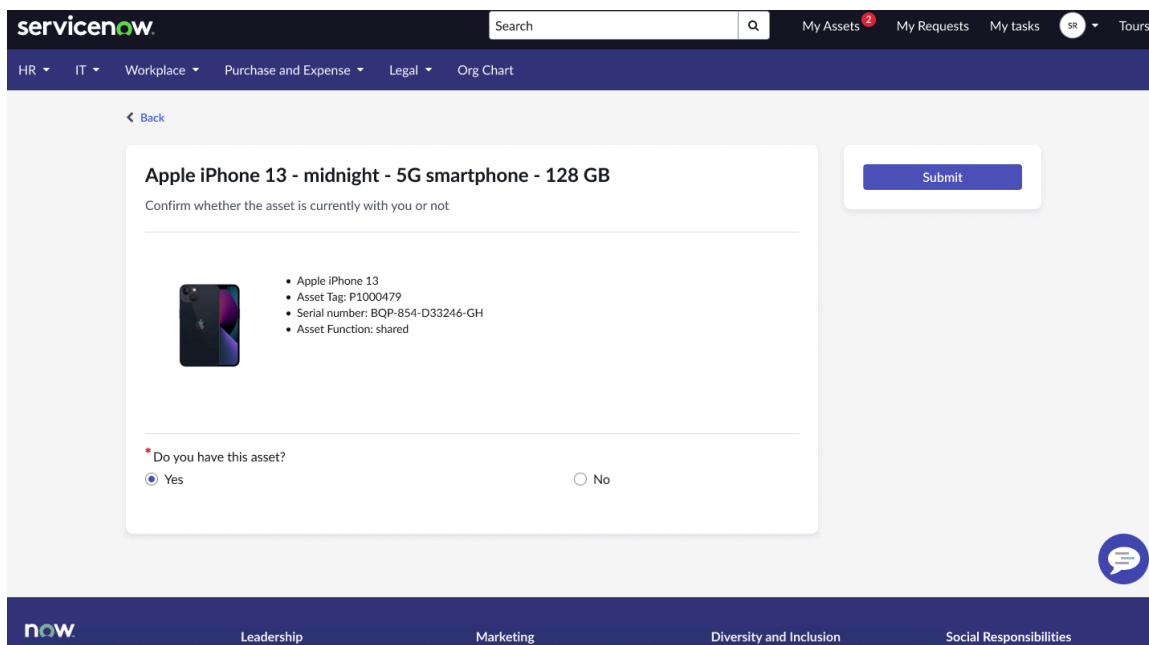 servicenow.
Search
My Assets 2
My Requests
My tasks
SR
Tours
HR
IT
Workplace
Purchase and Expense
Legal
Org Chart
Back
Apple iPhone 13 - midnight - 5G smartphone - 128 GB
Submit
Confirm whether the asset is currently with you or not
• Apple iPhone 13
• Asset Tag: P1000479
• Serial number: BQP-854-D33246-GH
• Asset Function: shared
* Do you have this asset?
Yes
No
now.
Leadership
Marketing
Diversity and Inclusion
Social Responsibilities